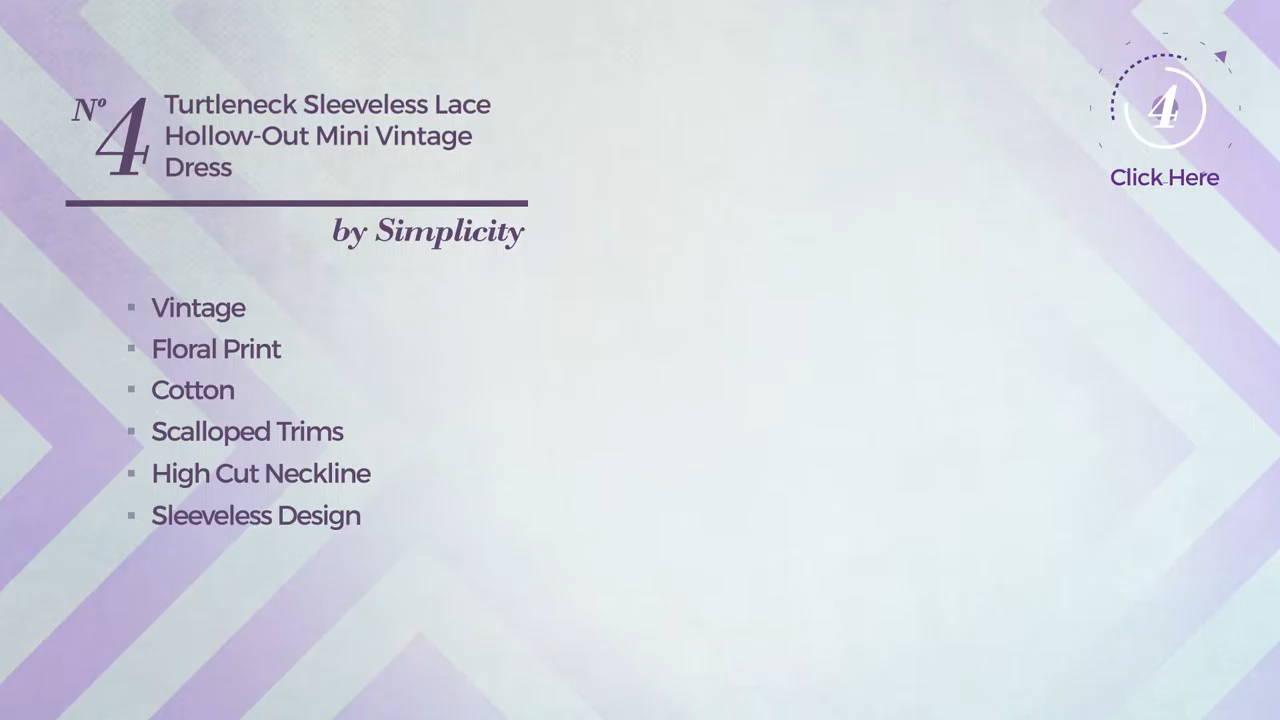 Nº 4
Turtleneck Sleeveless Lace
Hollow-Out Mini Vintage
Dress
by Simplicity
Vintage
Floral Print
Cotton
Scalloped Trims
High Cut Neckline
Sleeveless Design
4
Click Here